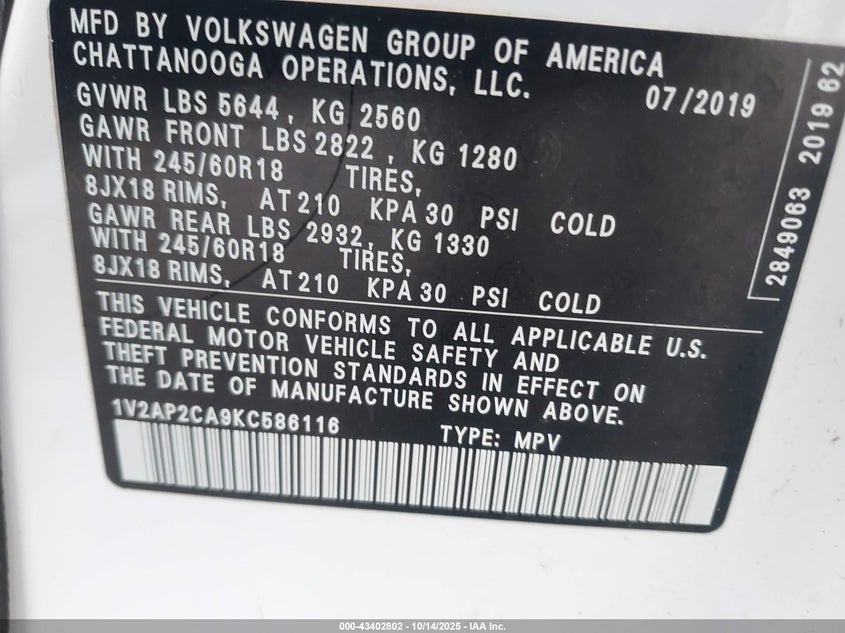 MFD BY VOLKSWAGEN GROUP OF AMERICA
CHATTANOOGA OPERATIONS, LLC.
07/2019
GVWR LBS 5644, KG 2560
GAWR FRONT LBS 2822, KG 1280
WITH 245/60R18 TIRES,
8JX18 RIMS, AT 210 KPA 30 PSI COLD
GAWR REAR LBS 2932, KG 1330
WITH 245/60R18 TIRES,
8JX18 RIMS, AT 210 KPA 30 PSI COLD
THIS VEHICLE CONFORMS TO ALL APPLICABLE U.S.
FEDERAL MOTOR VEHICLE SAFETY AND
THEFT PREVENTION STANDARDS IN EFFECT ON
THE DATE OF MANUFACTURE SHOWN ABOVE.
1V2AP2CA9KC586116
TYPE: MPV
2849063 2019 62
000-43402802 - 10/14/2025 - IAA Inc.